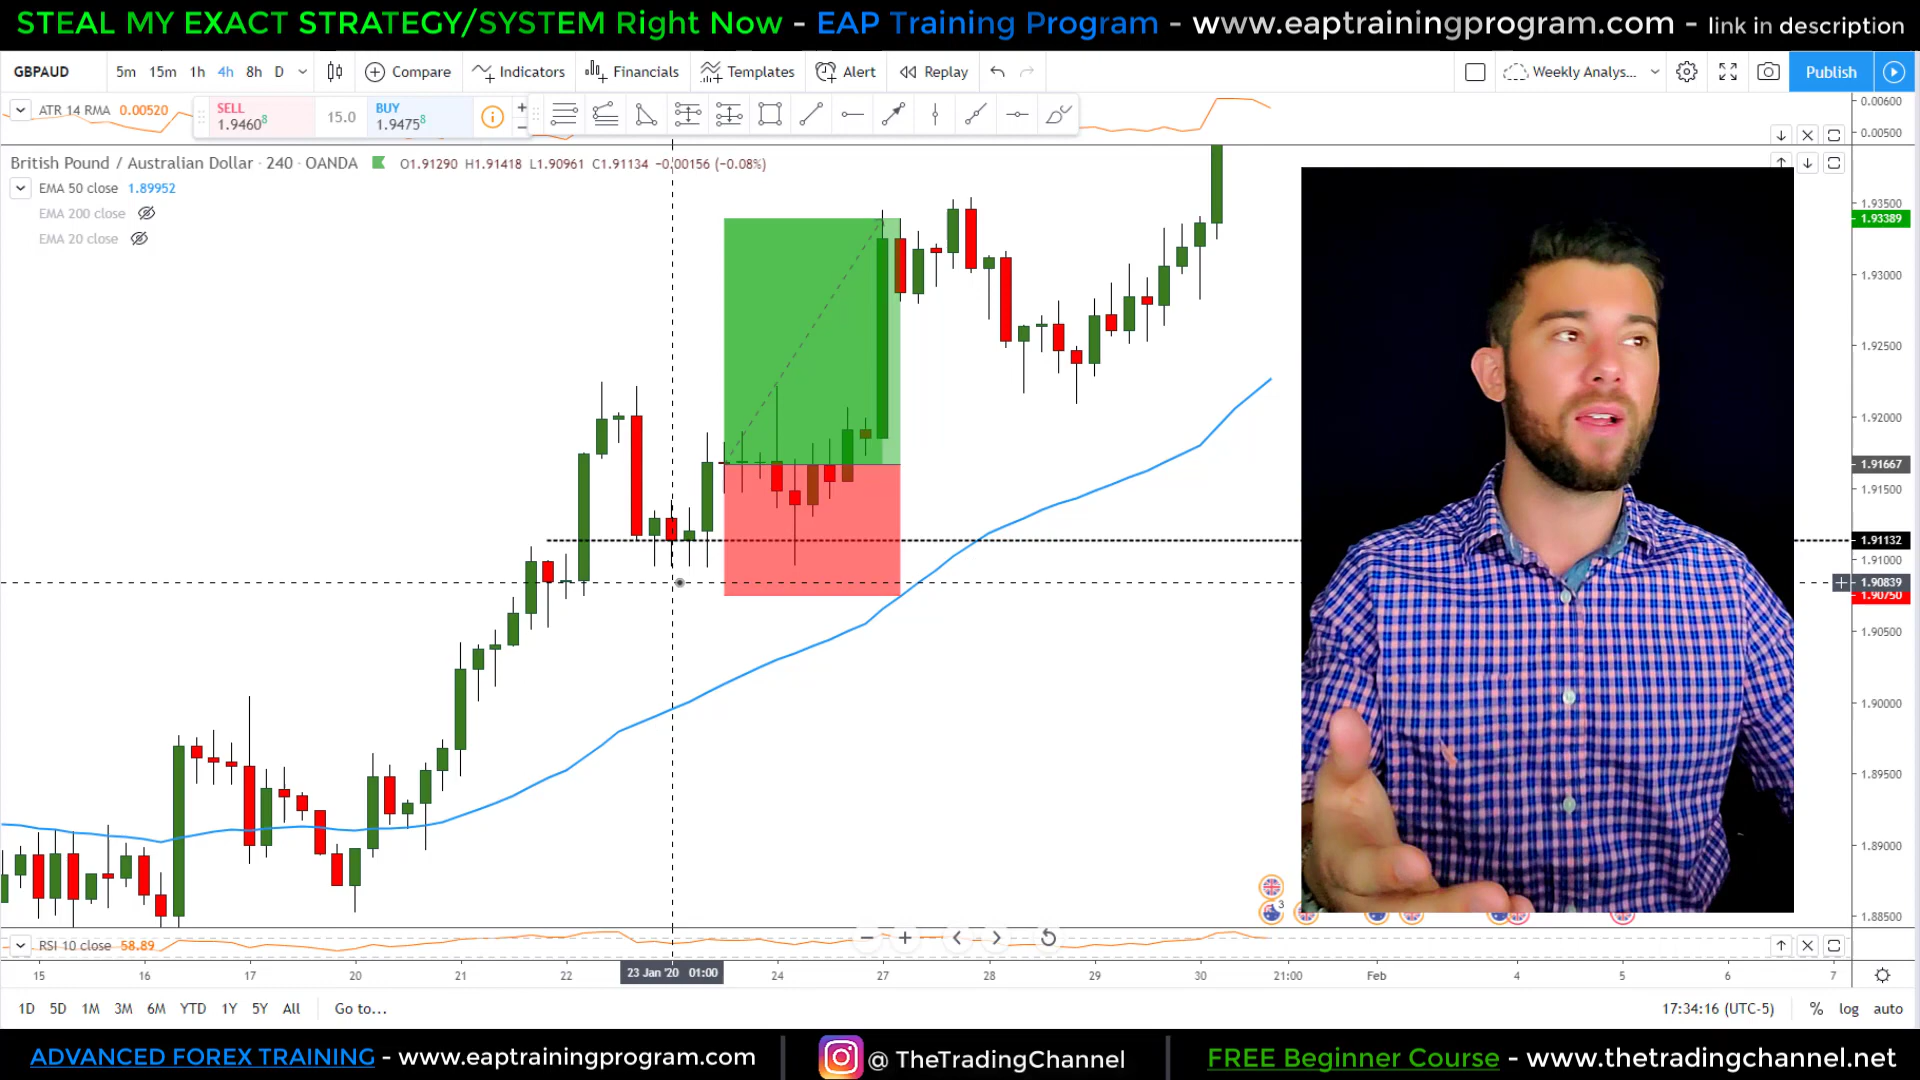 STEAL MY EXACT STRATEGY/SYSTEM Right Now - EAP Training Program - www.eaptrainingprogram.com - link in description
GBPAUD 5m 15m 1h 4h 8h D Compare Indicators Financials Templates Alert Replay Weekly Analys... Publish
ATR 14 RMA 0.00520 SELL 1.94608 15.0 BUY 1.94758
0.00600
0.00500
British Pound / Australian Dollar · 240 · OANDA O1.91290 H1.91418 L1.90961 C1.91134 -0.00156 (-0.08%)
EMA 50 close 1.89952
EMA 200 close
EMA 20 close
1.93500
1.93389
1.93000
1.92500
1.92000
1.91667
1.91500
1.91132
1.91000
1.90839
1.90750
1.90500
1.90000
1.89500
1.89000
1.88500
3
RSI 10 close 58.89
15 16 17 20 21 22 23 Jan '20 01:00 24 27 28 29 30 21:00 Feb 4 5 6 7
1D 5D 1M 3M 6M YTD 1Y 5Y All Go to... 17:34:16 (UTC-5) % log auto
ADVANCED FOREX TRAINING - www.eaptrainingprogram.com @ TheTradingChannel FREE Beginner Course - www.thetradingchannel.net